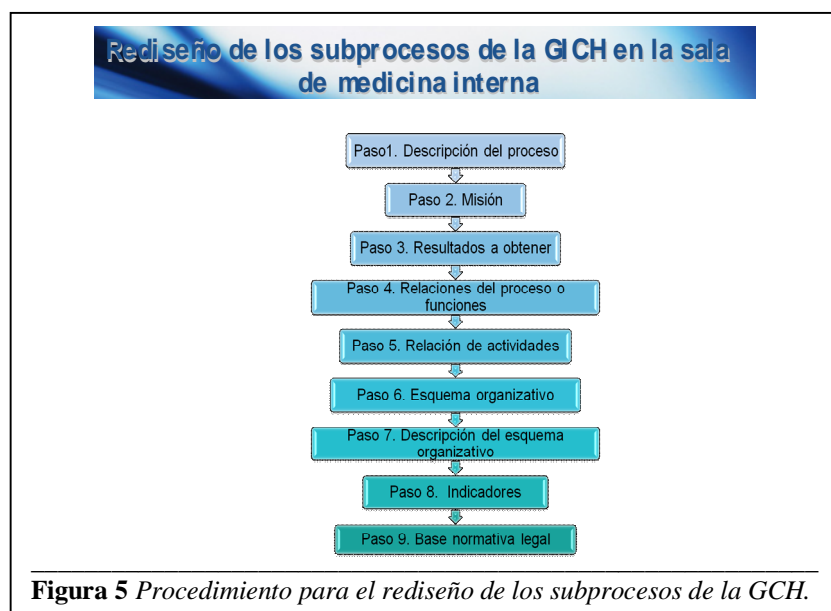 Rediseño de los subprocesos de la GICH en la sala
de medicina interna
Paso1. Descripción del proceso
Paso 2. Misión
Paso 3. Resultados a obtener
Paso 4. Relaciones del proceso o
funciones
Paso 5. Relación de actividades
Paso 6. Esquema organizativo
Paso 7. Descripción del esquema
organizativo
Paso 8. Indicadores
Paso 9. Base normativa legal
Figura 5 Procedimiento para el rediseño de los subprocesos de la GCH.